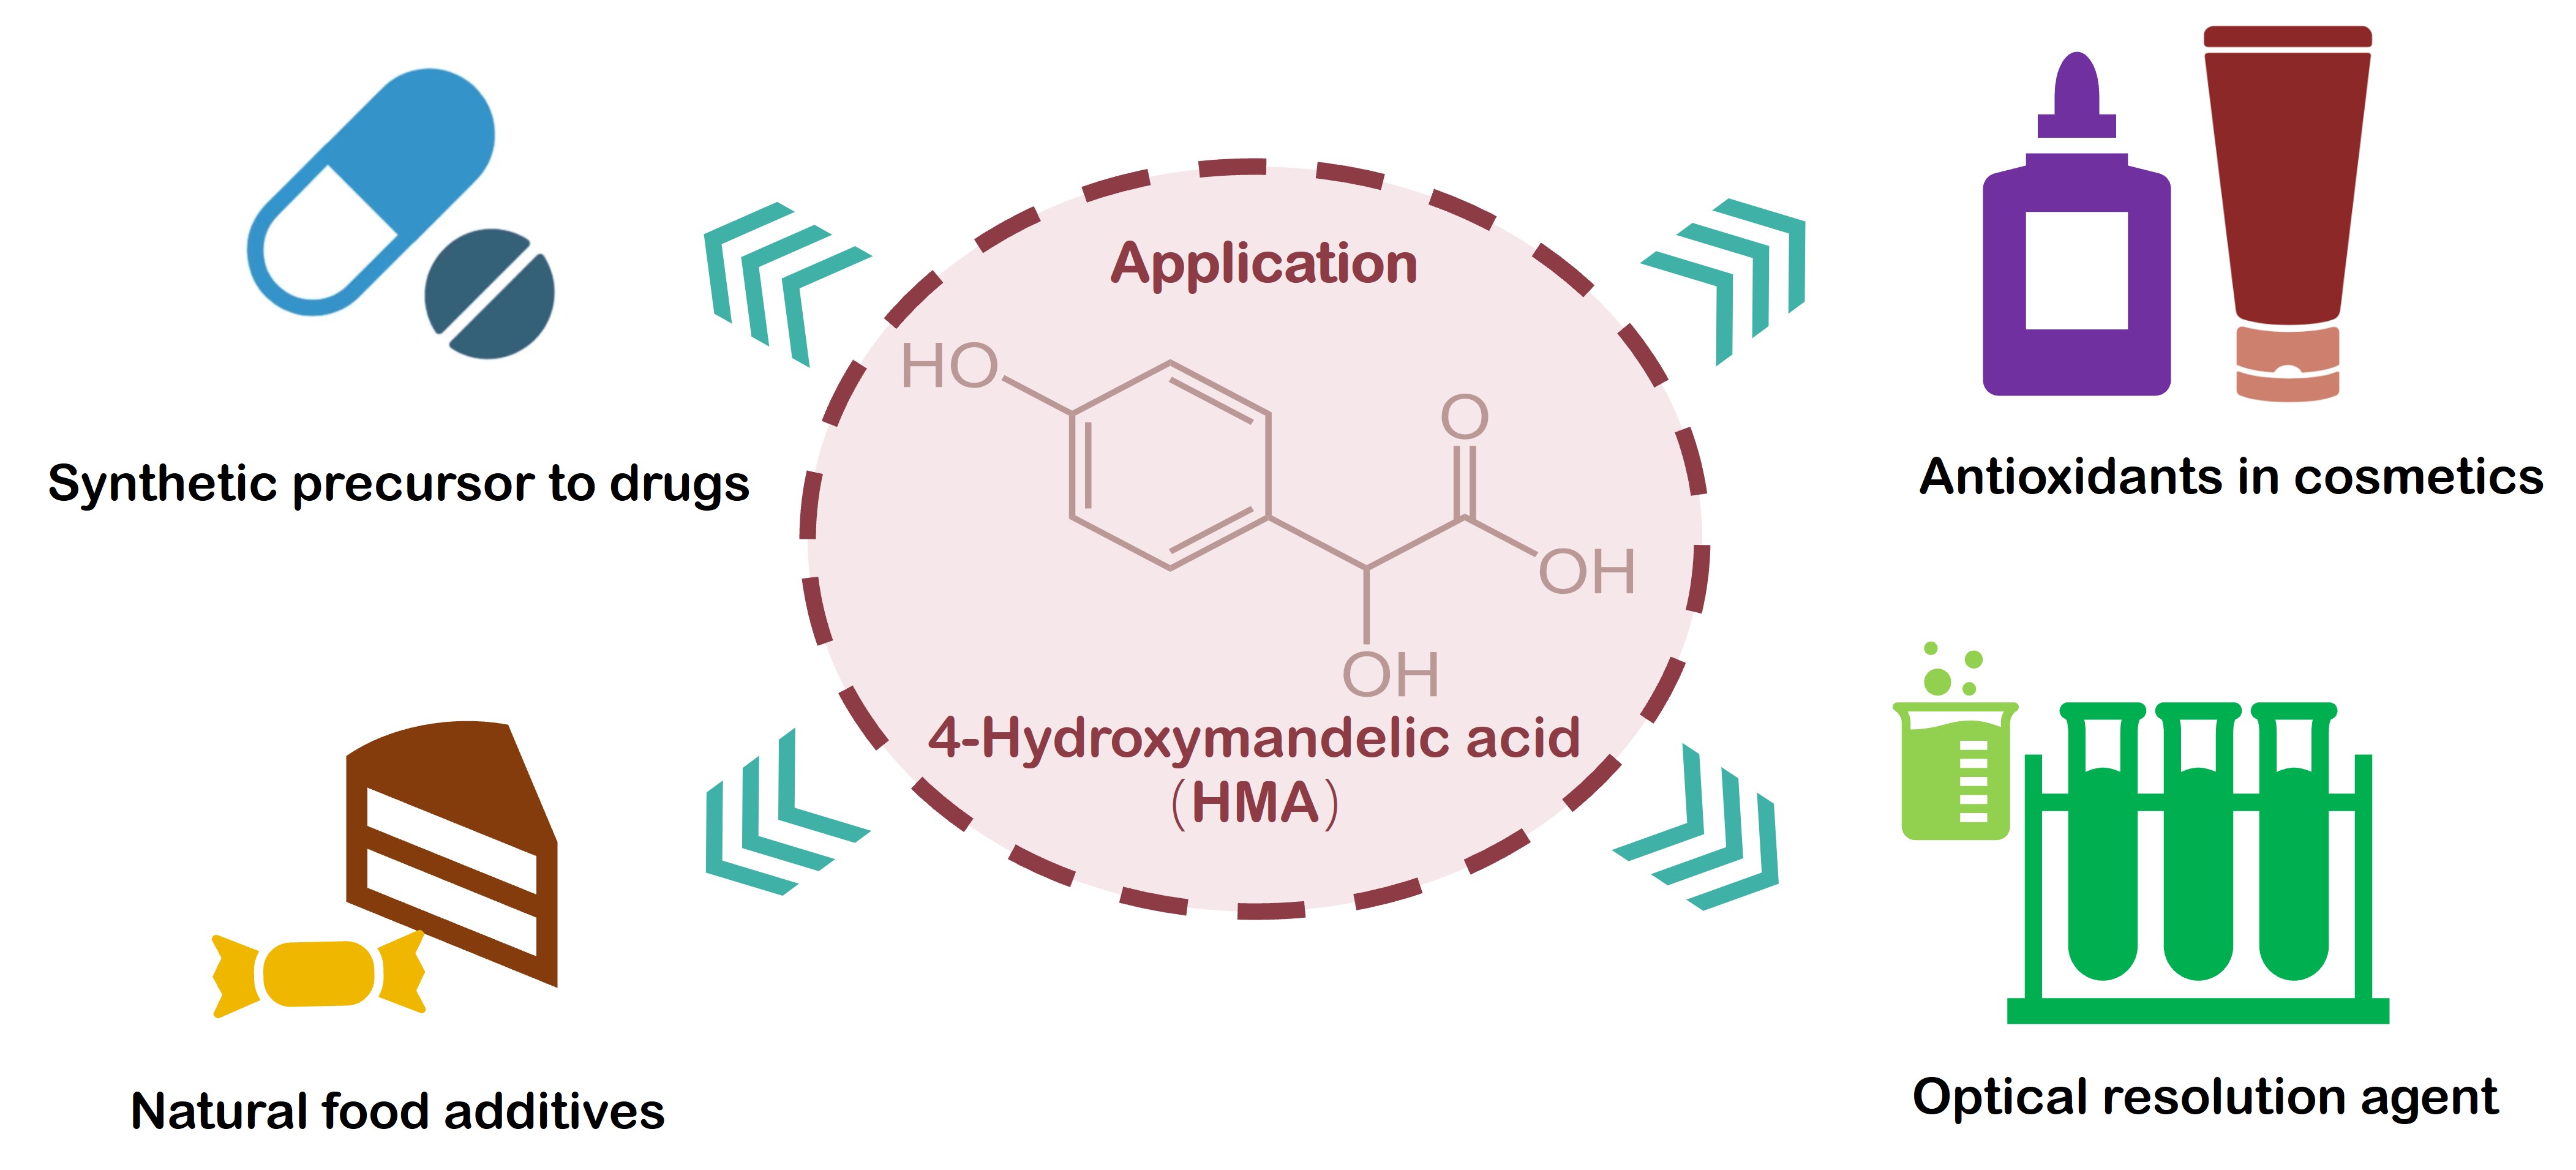 Application
HO
O
OH
OH
4-Hydroxymandelic acid
(HMA)
Synthetic precursor to drugs
Antioxidants in cosmetics
Natural food additives
Optical resolution agent